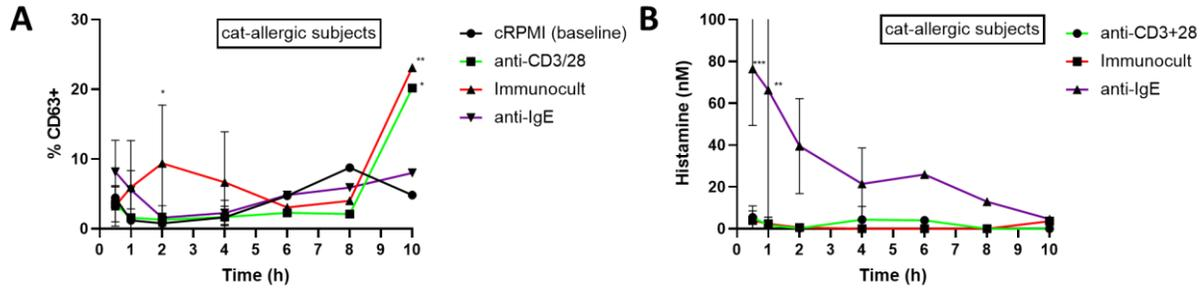 A
cat-allergic subjects
30
20
10
0
% CD63+
*
**
*
0 1 2 3 4 5 6 7 8 9 10
Time (h)
cRPMI (baseline)
anti-CD3/28
Immunocult
anti-IgE
B
cat-allergic subjects
100
80
60
40
20
0
Histamine (nM)
***
**
0 1 2 3 4 5 6 7 8 9 10
Time (h)
anti-CD3+28
Immunocult
anti-IgE